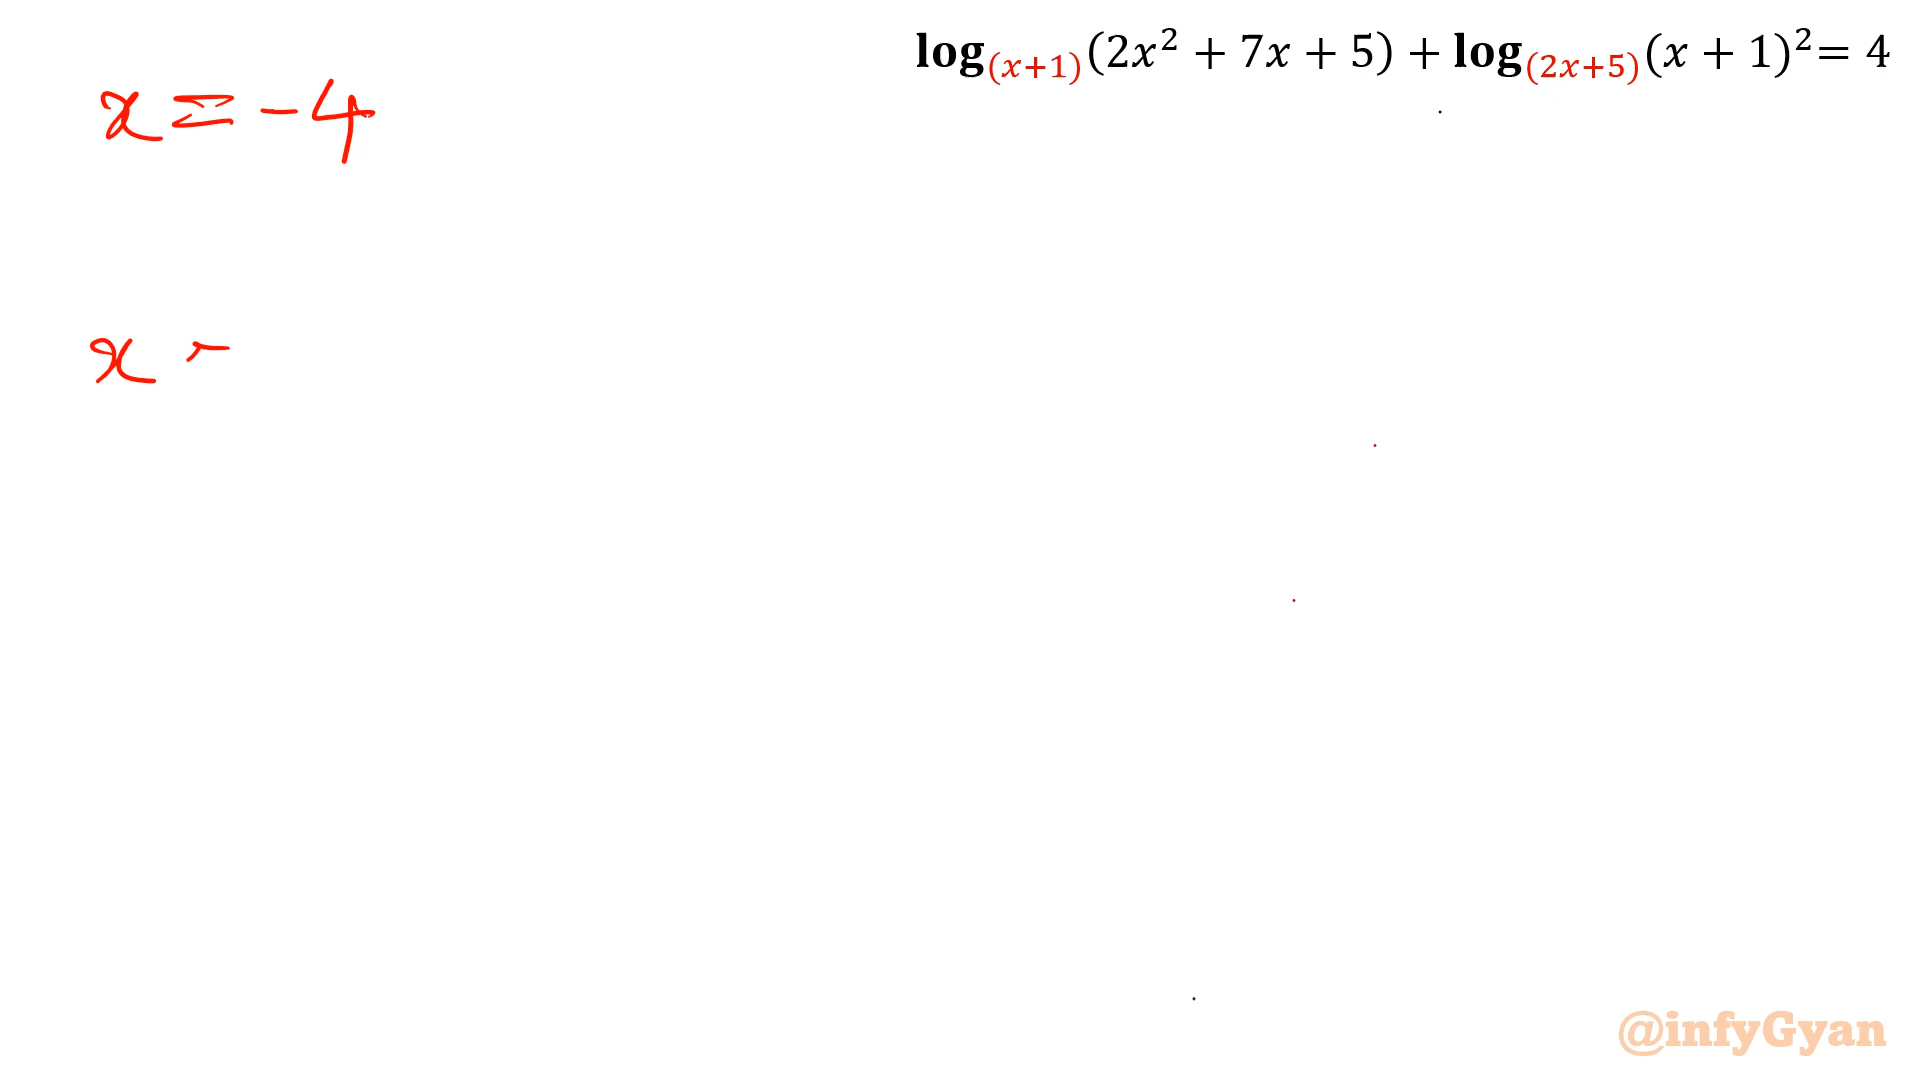 log₍ₓ₊₁₎(2x² + 7x + 5) + log₍₂ₓ₊₅₎(x + 1)² = 4
x = -4
x -
@infyGyan